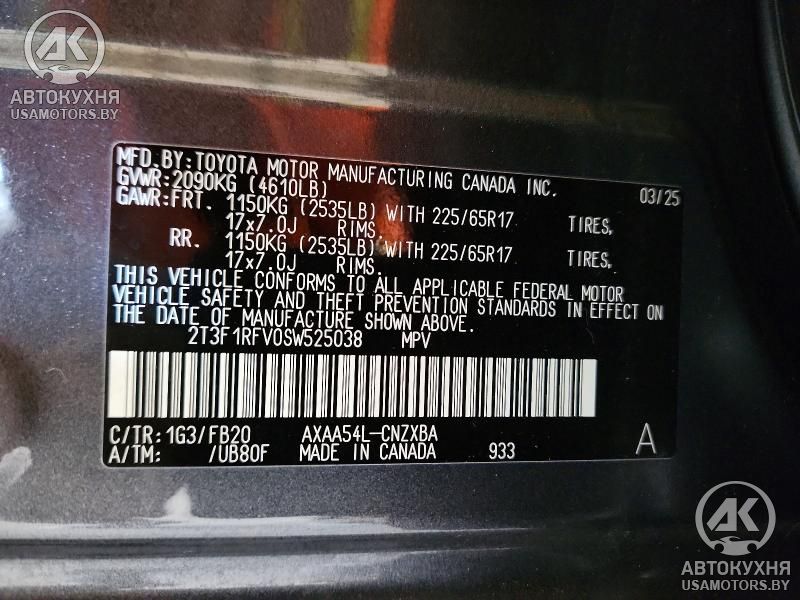 AK
АВТОКУХНЯ
USAMOTORS.BY
MFD.BY:TOYOTA MOTOR MANUFACTURING CANADA INC. 03/25
GVWR:2090KG (4610LB)
GAWR:FRT. 1150KG (2535LB) WITH 225/65R17 TIRES,
17x7.0J RIMS.
RR. 1150KG (2535LB) WITH 225/65R17 TIRES,
17x7.0J RIMS.
THIS VEHICLE CONFORMS TO ALL APPLICABLE FEDERAL MOTOR
VEHICLE SAFETY AND THEFT PREVENTION STANDARDS IN EFFECT ON
THE DATE OF MANUFACTURE SHOWN ABOVE.
2T3F1RFV0SW525038 MPV
C/TR:1G3/FB20 AXAA54L-CNZXBA A
A/TM: /UB80F MADE IN CANADA 933
AK
АВТОКУХНЯ
USAMOTORS.BY